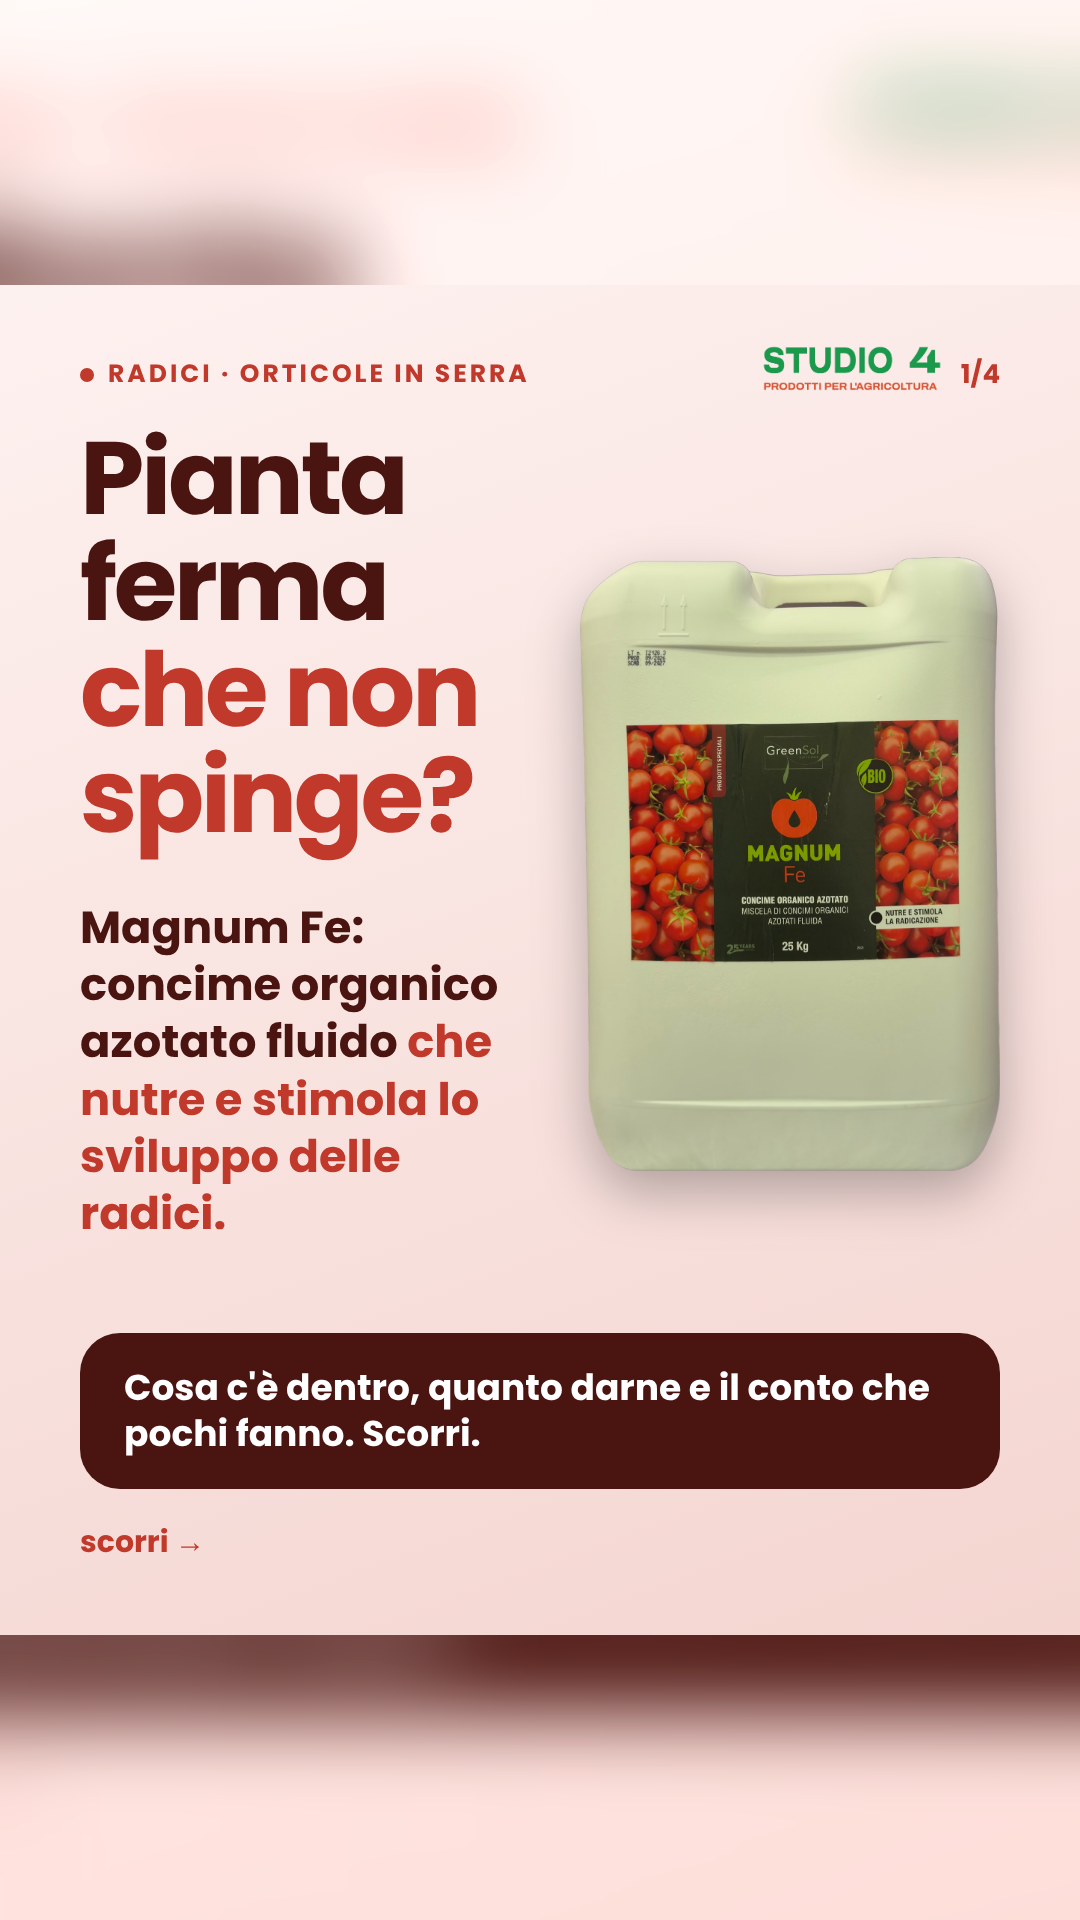 RADICI · ORTICOLE IN SERRA
STUDIO 4
PRODOTTI PER L'AGRICOLTURA
1/4
Pianta
ferma
che non
spinge?
Magnum Fe:
concime organico
azotato fluido che
nutre e stimola lo
sviluppo delle
radici.
PRODOTTI SPECIALI
GreenSol
BIO
MAGNUM
Fe
CONCIME ORGANICO AZOTATO
MISCELA DI CONCIMI ORGANICI
AZOTATI FLUIDA
NUTRE E STIMOLA
LA RADICAZIONE
25 YEARS
25 Kg
Cosa c'è dentro, quanto darne e il conto che
pochi fanno. Scorri.
scorri →